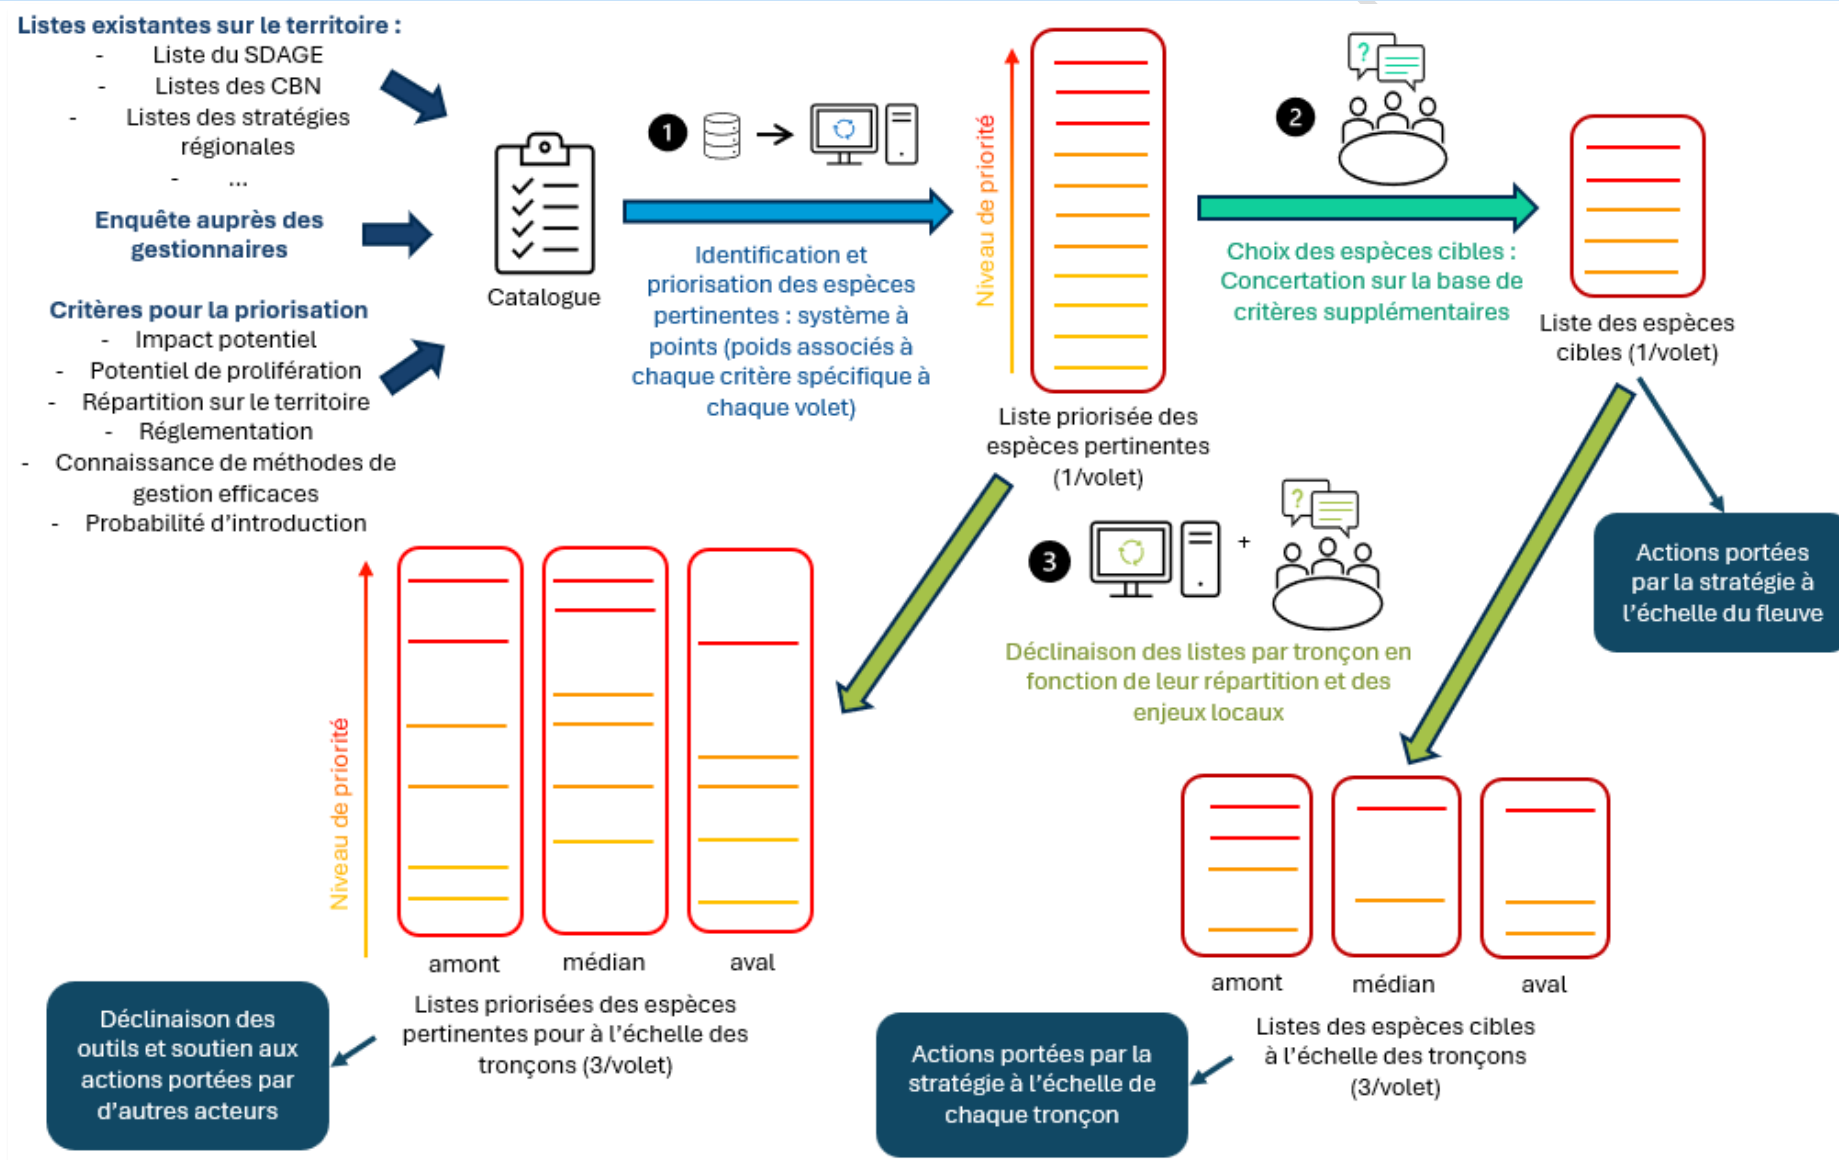 Listes existantes sur le territoire :
- Liste du SDAGE
- Listes des CBN
- Listes des stratégies
régionales
- ...
Enquête auprès des
gestionnaires
Critères pour la priorisation
- Impact potentiel
- Potentiel de prolifération
- Répartition sur le territoire
- Réglementation
- Connaissance de méthodes de
gestion efficaces
- Probabilité d'introduction
Catalogue
1
Identification et
priorisation des espèces
pertinentes : système à
points (poids associés à
chaque critère spécifique à
chaque volet)
Niveau de priorité
Liste priorisée des
espèces pertinentes
(1/volet)
2
?
Choix des espèces cibles :
Concertation sur la base de
critères supplémentaires
Liste des espèces
cibles (1/volet)
Actions portées
par la stratégie à
l'échelle du fleuve
3
+
?
Déclinaison des listes par tronçon en
fonction de leur répartition et des
enjeux locaux
Niveau de priorité
amont
médian
aval
Listes priorisées des espèces
pertinentes pour à l'échelle des
tronçons (3/volet)
Déclinaison des
outils et soutien aux
actions portées par
d'autres acteurs
amont
médian
aval
Listes des espèces cibles
à l'échelle des tronçons
(3/volet)
Actions portées par la
stratégie à l'échelle de
chaque tronçon